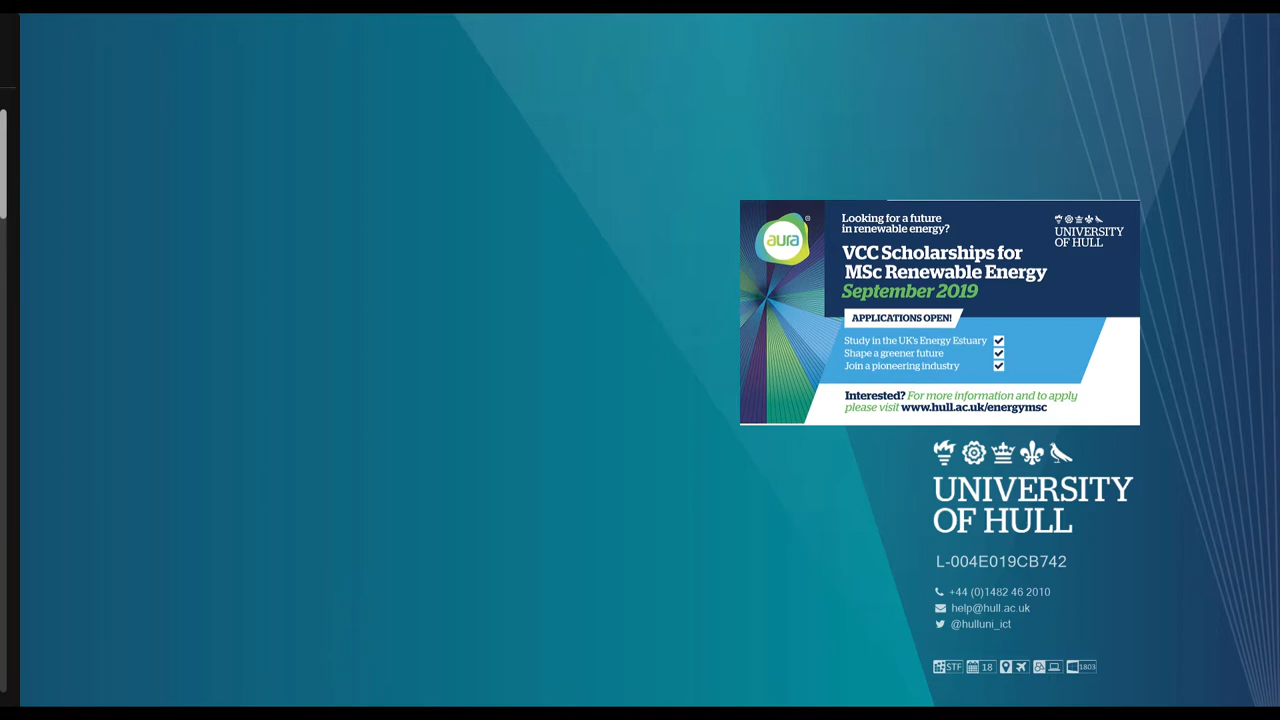 aura
Looking for a future
in renewable energy?
UNIVERSITY
OF HULL
VCC Scholarships for
MSc Renewable Energy
September 2019
APPLICATIONS OPEN!
Study in the UK's Energy Estuary
Shape a greener future
Join a pioneering industry
Interested? For more information and to apply
please visit www.hull.ac.uk/energymsc
UNIVERSITY
OF HULL
L-004E019CB742
+44 (0)1482 46 2010
help@hull.ac.uk
@hulluni_ict
STF 18 1803